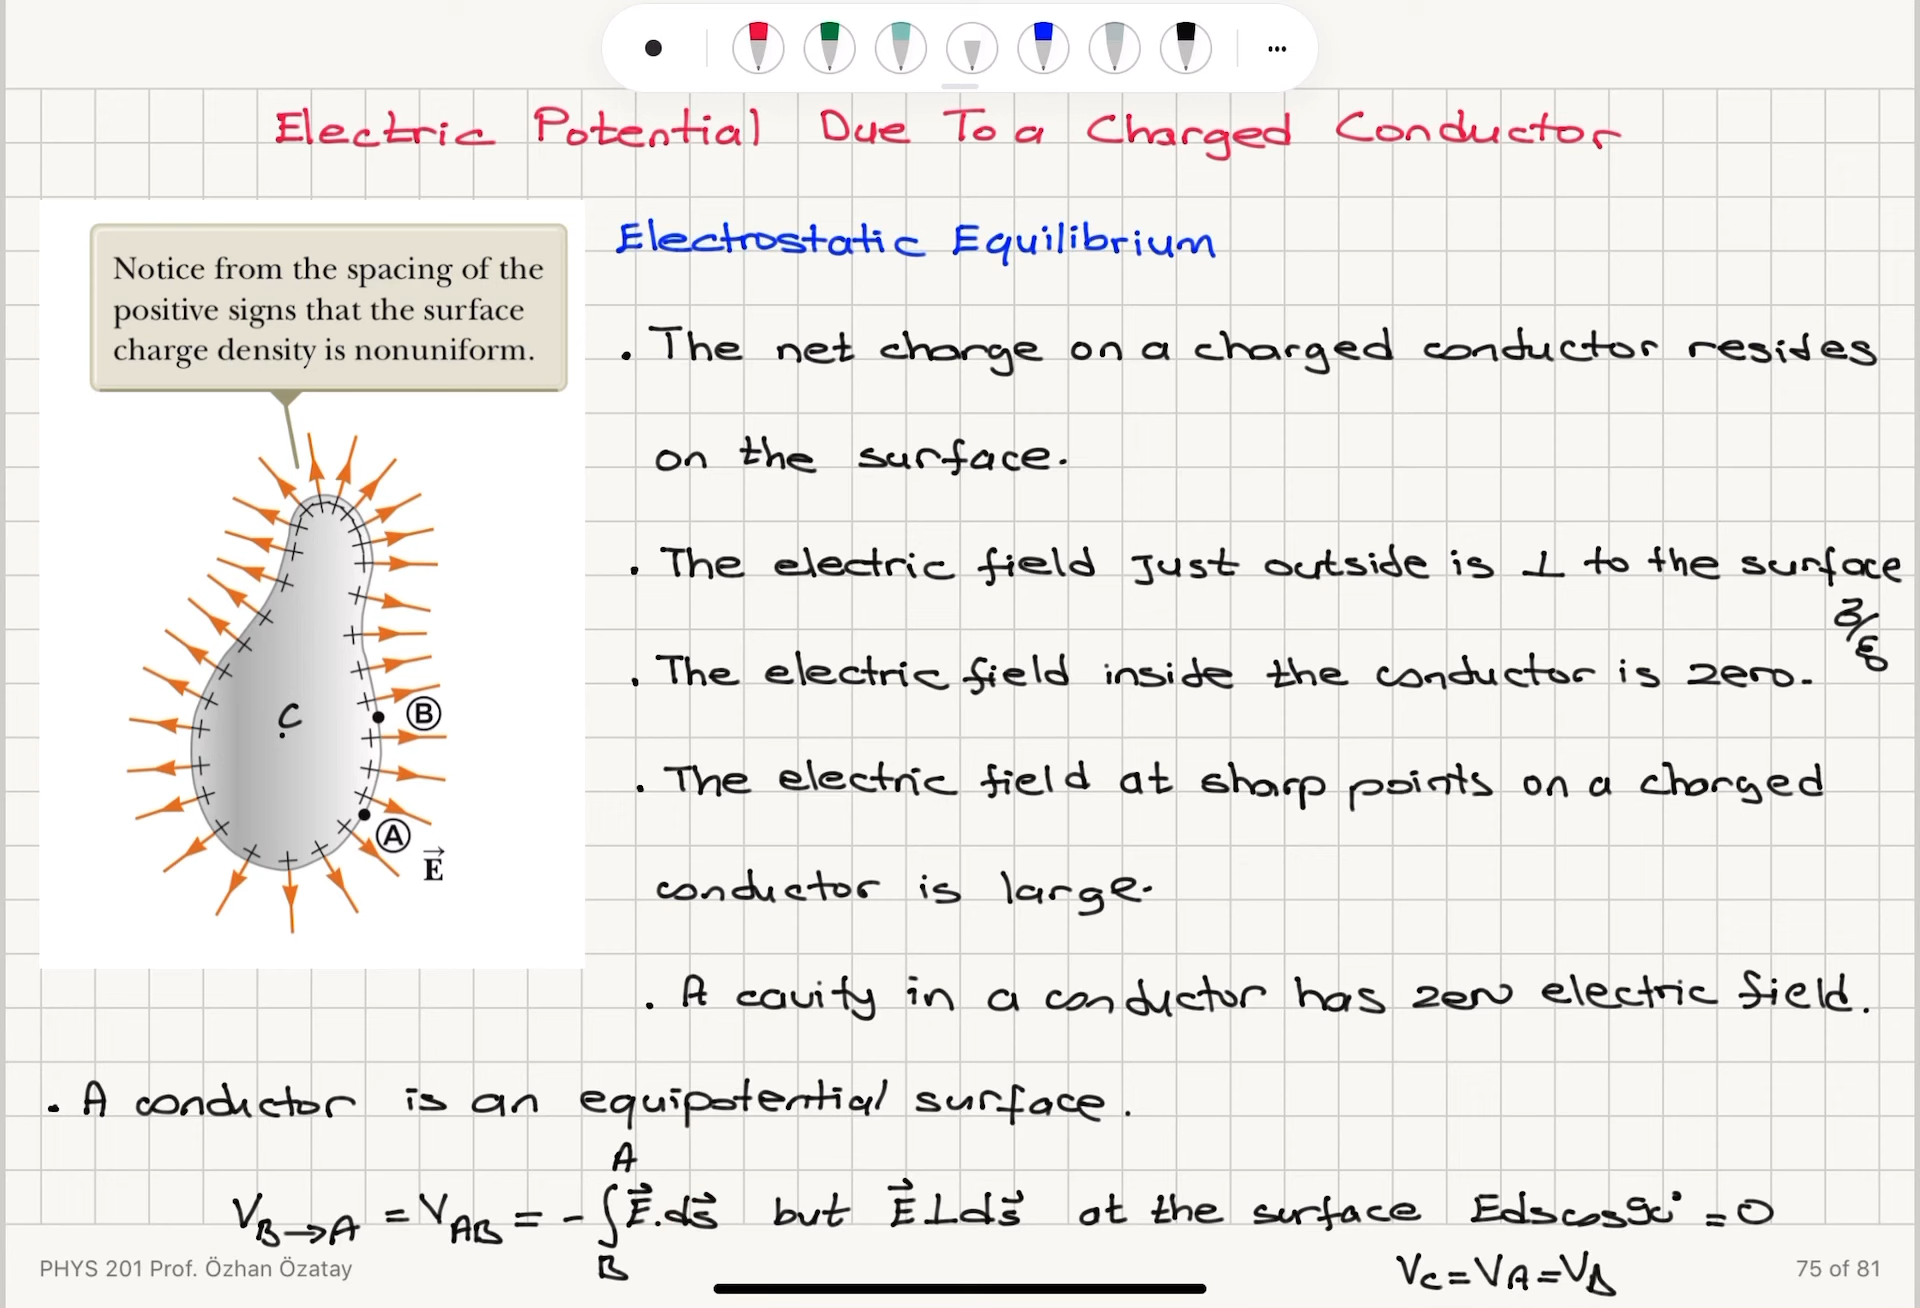 Electric Potential Due To a Charged Conductor
Notice from the spacing of the
positive signs that the surface
charge density is nonuniform.
Electrostatic Equilibrium
. The net charge on a charged conductor resides
on the surface.
. The electric field Just outside is ⊥ to the surface
. The electric field inside the conductor is zero.
. The electric field at sharp points on a charged
conductor is large.
. A cavity in a conductor has zero electric field.
C
B
A
E⃗
. A conductor is an equipotential surface.
V_B→A = V_AB = - ∫_B^A E⃗.ds⃗ but E⃗ ⊥ ds⃗ at the surface Edscos90° = 0
V_C = V_A = V_B
PHYS 201 Prof. Özhan Özatay
75 of 81